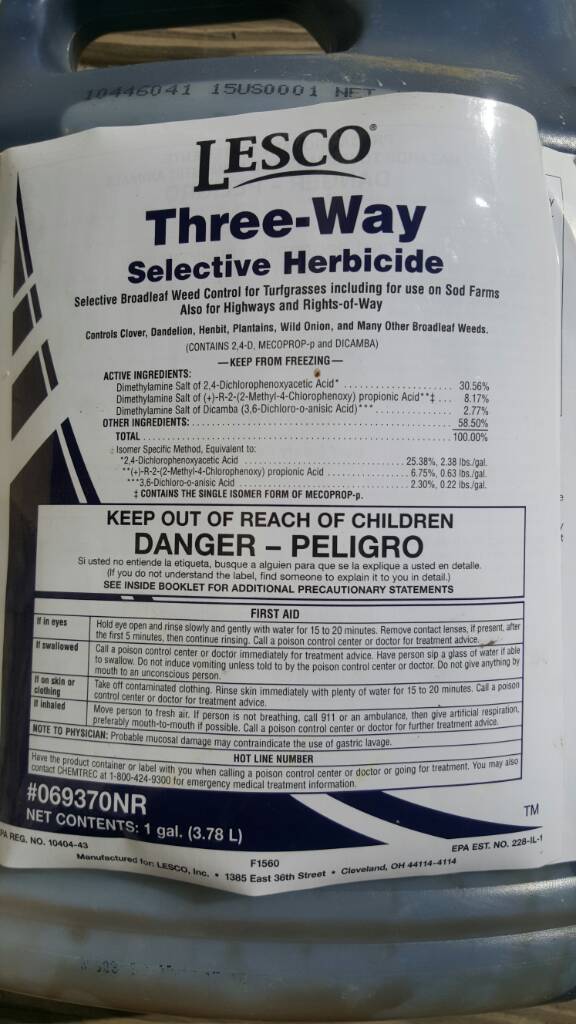 10446041 15US0001 NET
LESCO®
Three-Way
Selective Herbicide
Selective Broadleaf Weed Control for Turfgrasses including for use on Sod Farms
Also for Highways and Rights-of-Way
Controls Clover, Dandelion, Henbit, Plantains, Wild Onion, and Many Other Broadleaf Weeds.
(CONTAINS 2,4-D, MECOPROP-p and DICAMBA)
—KEEP FROM FREEZING—
ACTIVE INGREDIENTS:
Dimethylamine Salt of 2,4-Dichlorophenoxyacetic Acid* 30.56%
Dimethylamine Salt of (+)-R-2-(2-Methyl-4-Chlorophenoxy) propionic Acid**‡ 8.17%
Dimethylamine Salt of Dicamba (3,6-Dichloro-o-anisic Acid)*** 2.77%
OTHER INGREDIENTS: 58.50%
TOTAL 100.00%
Isomer Specific Method, Equivalent to:
*2,4-Dichlorophenoxyacetic Acid 25.38%, 2.38 lbs./gal.
**(+)-R-2-(2-Methyl-4-Chlorophenoxy) propionic Acid 6.75%, 0.63 lbs./gal.
***3,6-Dichloro-o-anisic Acid 2.30%, 0.22 lbs./gal.
‡ CONTAINS THE SINGLE ISOMER FORM OF MECOPROP-p.
KEEP OUT OF REACH OF CHILDREN
DANGER – PELIGRO
Si usted no entiende la etiqueta, busque a alguien para que se la explique a usted en detalle.
(If you do not understand the label, find someone to explain it to you in detail.)
SEE INSIDE BOOKLET FOR ADDITIONAL PRECAUTIONARY STATEMENTS
FIRST AID
If in eyes Hold eye open and rinse slowly and gently with water for 15 to 20 minutes. Remove contact lenses, if present, after
the first 5 minutes, then continue rinsing. Call a poison control center or doctor for treatment advice.
If swallowed Call a poison control center or doctor immediately for treatment advice. Have person sip a glass of water if able
to swallow. Do not induce vomiting unless told to by the poison control center or doctor. Do not give anything by
mouth to an unconscious person.
If on skin or Take off contaminated clothing. Rinse skin immediately with plenty of water for 15 to 20 minutes. Call a poison
clothing control center or doctor for treatment advice.
If inhaled Move person to fresh air. If person is not breathing, call 911 or an ambulance, then give artificial respiration,
preferably mouth-to-mouth if possible. Call a poison control center or doctor for further treatment advice.
NOTE TO PHYSICIAN: Probable mucosal damage may contraindicate the use of gastric lavage.
HOT LINE NUMBER
Have the product container or label with you when calling a poison control center or doctor or going for treatment. You may also
contact CHEMTREC at 1-800-424-9300 for emergency medical treatment information.
#069370NR
NET CONTENTS: 1 gal. (3.78 L)
TM
PA REG. NO. 10404-43
F1560
EPA EST. NO. 228-IL-1
Manufactured for: LESCO, Inc. • 1385 East 36th Street • Cleveland, OH 44114-4114